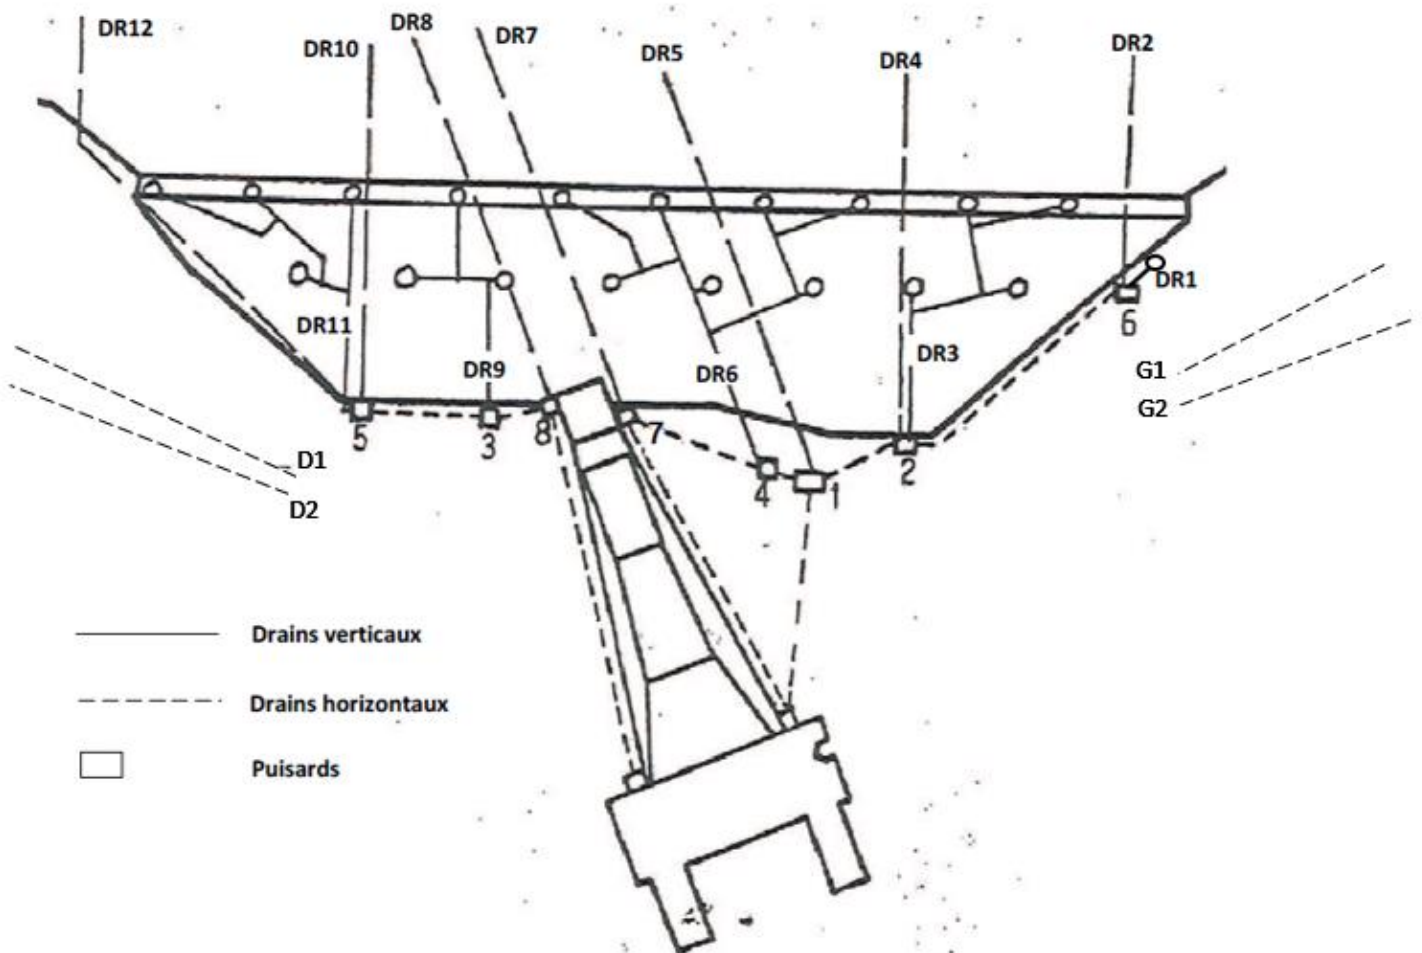 DR12
DR8
DR7
DR10
DR5
DR4
DR2
DR1
DR11
DR9
DR6
DR3
6
G1
G2
5
3
8
7
4
1
2
D1
D2
Drains verticaux
Drains horizontaux
Puisards